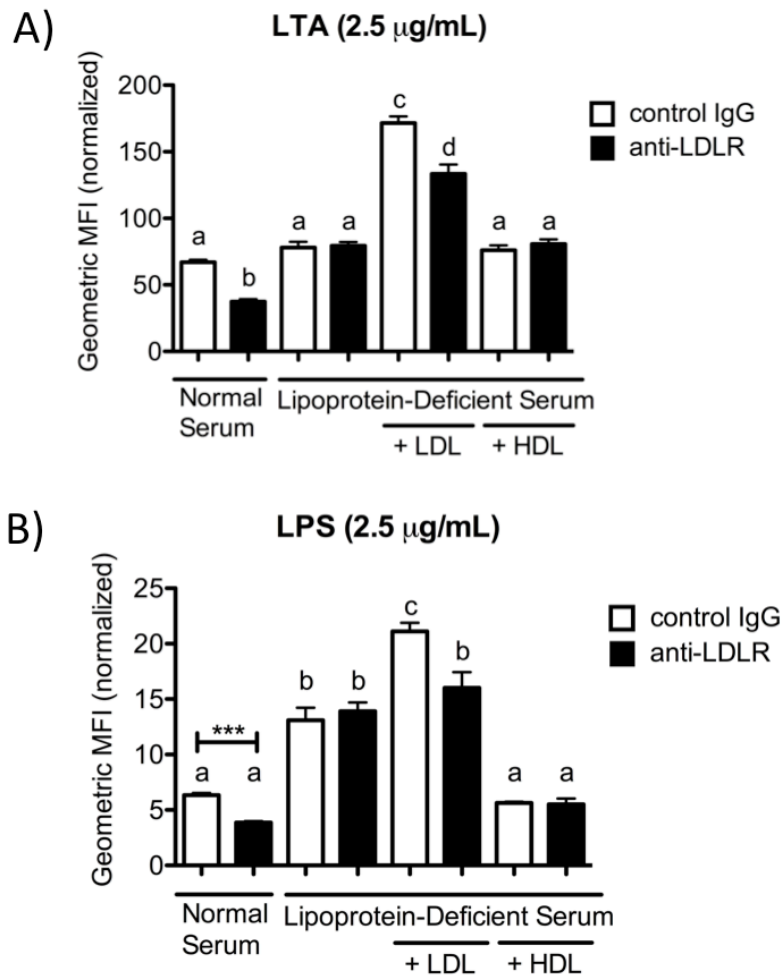 A)
LTA (2.5 μg/mL)
Geometric MFI (normalized)
200
150
100
50
0
a
b
a
a
c
d
a
a
control IgG
anti-LDLR
Normal
Serum
Lipoprotein-Deficient Serum
+ LDL
+ HDL
B)
LPS (2.5 μg/mL)
Geometric MFI (normalized)
25
20
15
10
5
0
***
a
a
b
b
c
b
a
a
control IgG
anti-LDLR
Normal
Serum
Lipoprotein-Deficient Serum
+ LDL
+ HDL